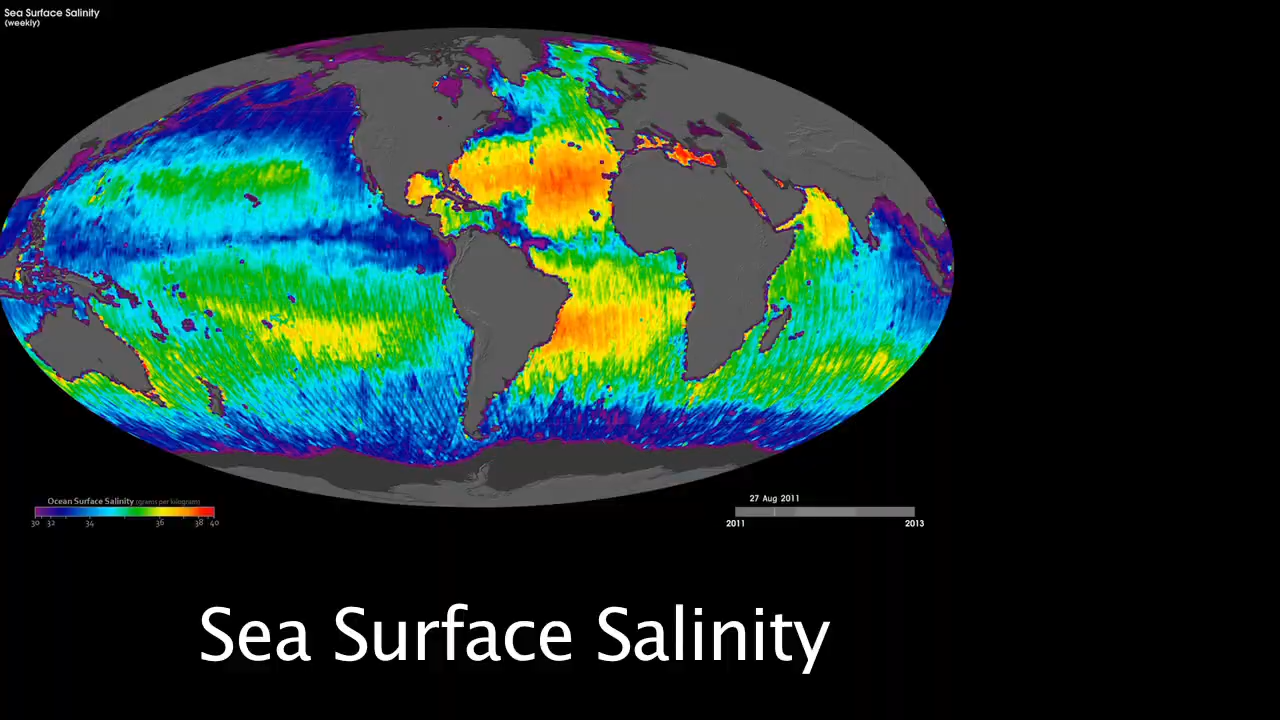 Sea Surface Salinity
(weekly)
Ocean Surface Salinity (grams per kilograms)
30 32 34 36 38 40
27 Aug 2011
2011 2013
Sea Surface Salinity